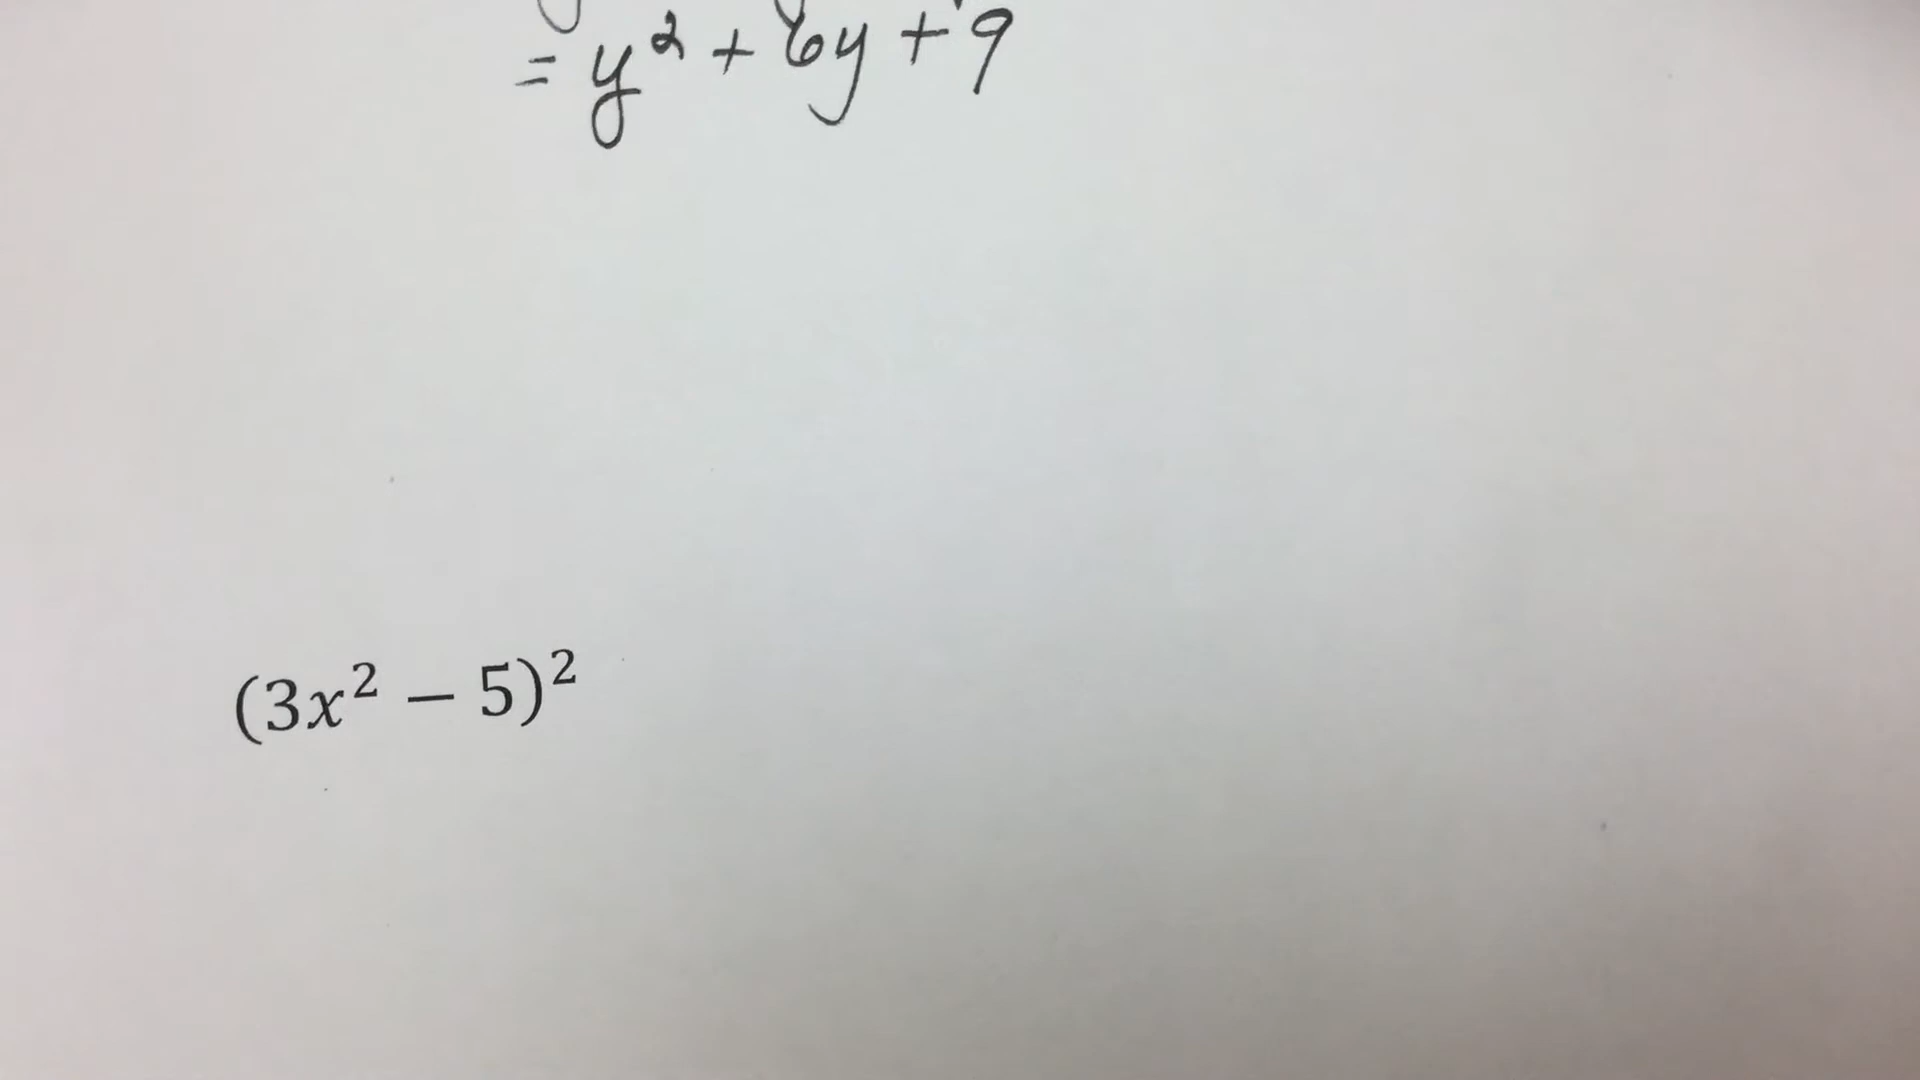 = y² + 6y + 9
(3x² − 5)²